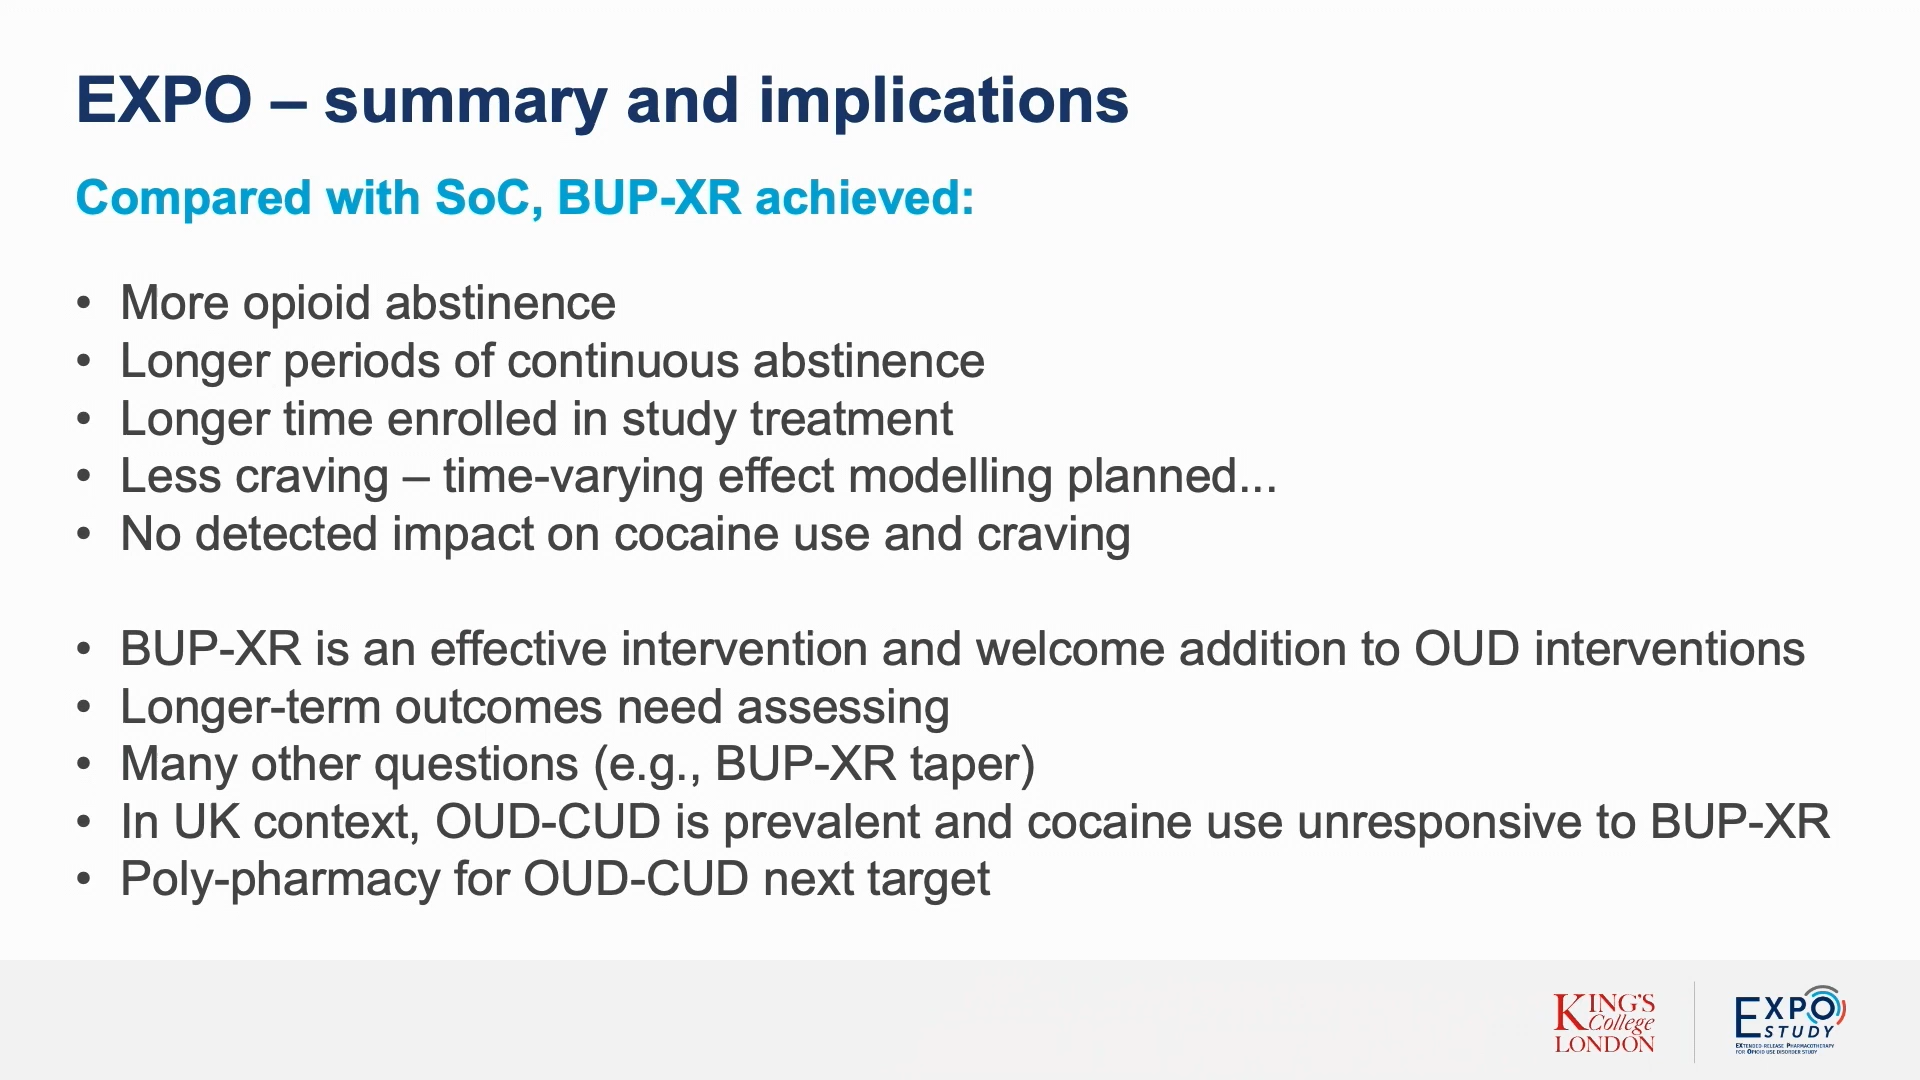 EXPO – summary and implications
Compared with SoC, BUP-XR achieved:
• More opioid abstinence
• Longer periods of continuous abstinence
• Longer time enrolled in study treatment
• Less craving – time-varying effect modelling planned...
• No detected impact on cocaine use and craving
• BUP-XR is an effective intervention and welcome addition to OUD interventions
• Longer-term outcomes need assessing
• Many other questions (e.g., BUP-XR taper)
• In UK context, OUD-CUD is prevalent and cocaine use unresponsive to BUP-XR
• Poly-pharmacy for OUD-CUD next target
KING'S
College
LONDON
EXPO
STUDY
EXTENDED-RELEASE PHARMACOTHERAPY
FOR OPIOID USE DISORDER STUDY